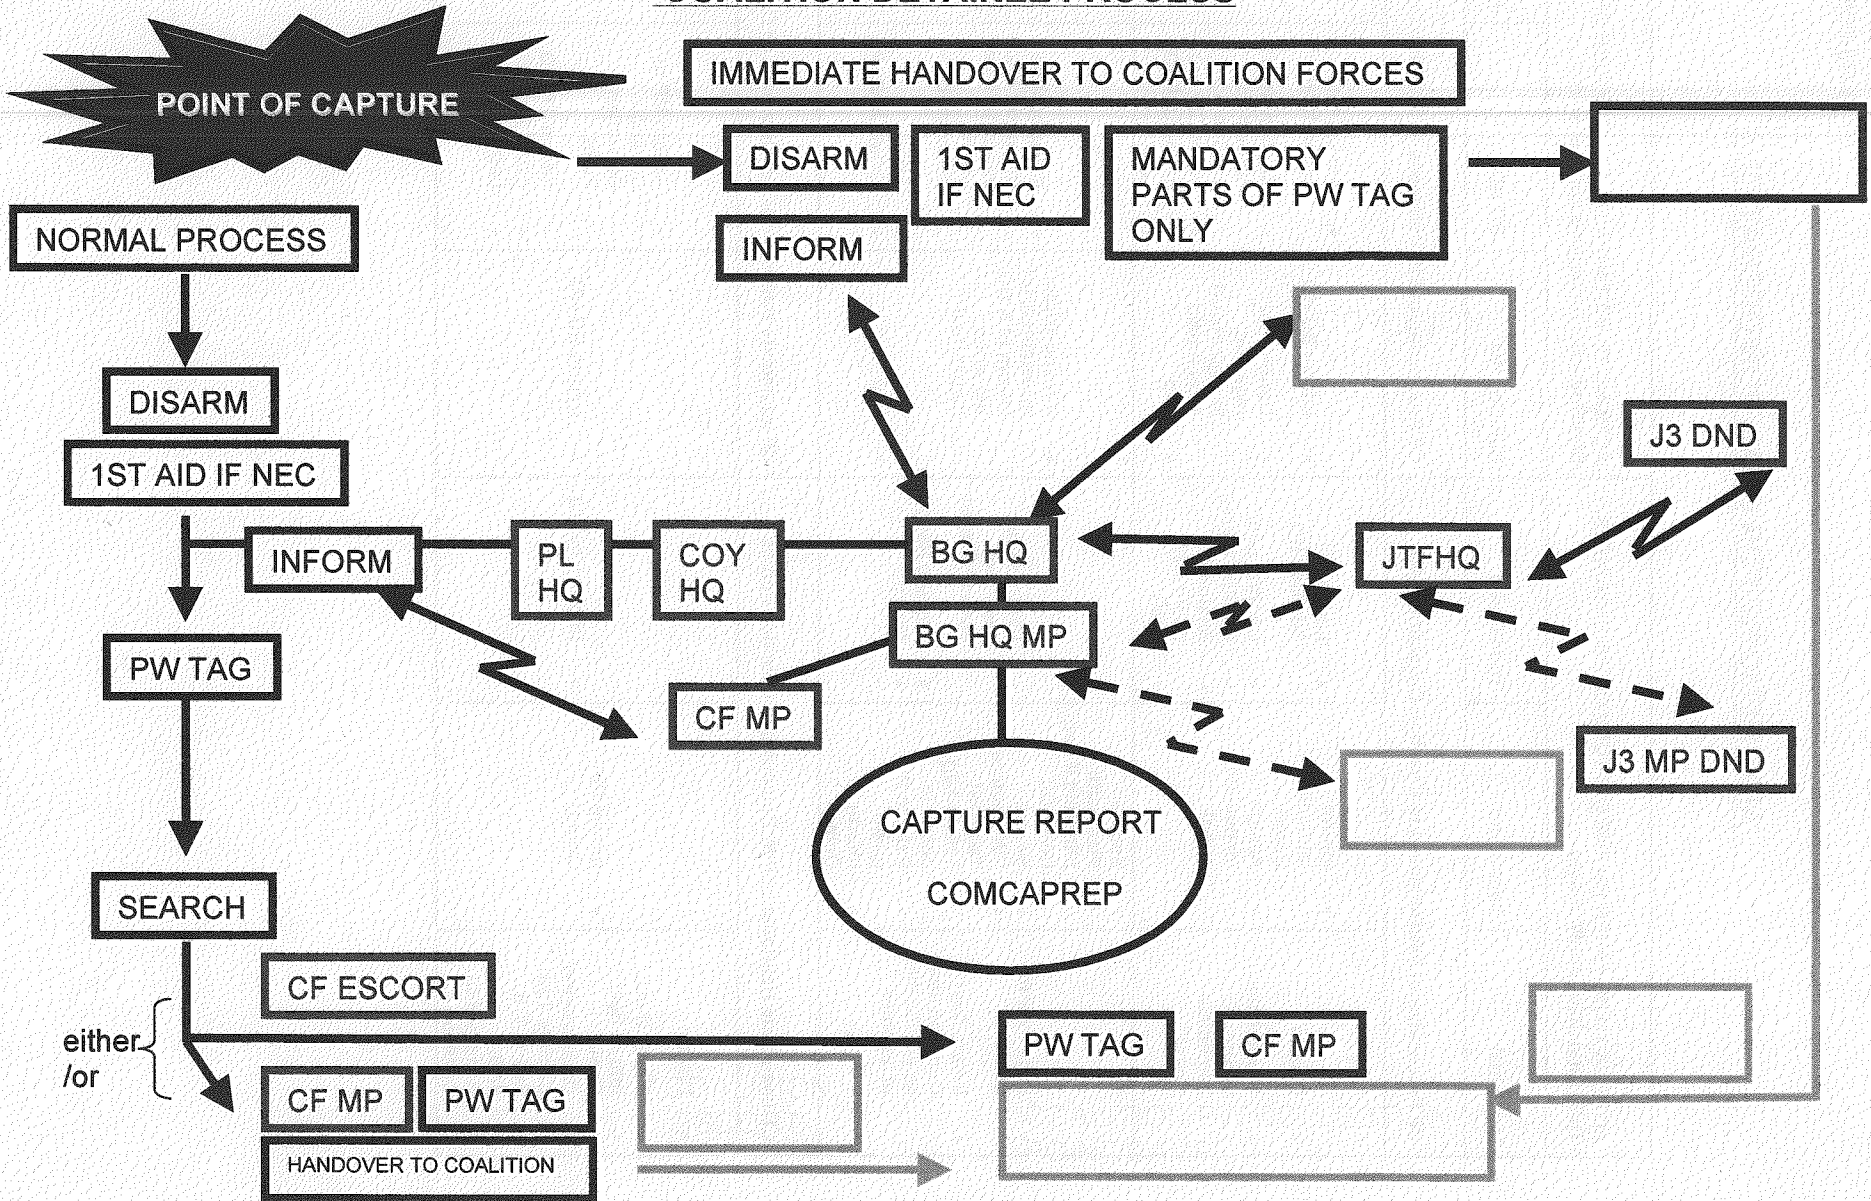 COALITION DETAINEE PROCESS
POINT OF CAPTURE
IMMEDIATE HANDOVER TO COALITION FORCES
DISARM
1ST AID
IF NEC
MANDATORY
PARTS OF PW TAG
ONLY
INFORM
NORMAL PROCESS
DISARM
1ST AID IF NEC
J3 DND
INFORM
PL
HQ
COY
HQ
BG HQ
JTFHQ
BG HQ MP
PW TAG
CF MP
J3 MP DND
CAPTURE REPORT
COMCAPREP
SEARCH
CF ESCORT
either
/or
PW TAG
CF MP
CF MP
PW TAG
HANDOVER TO COALITION